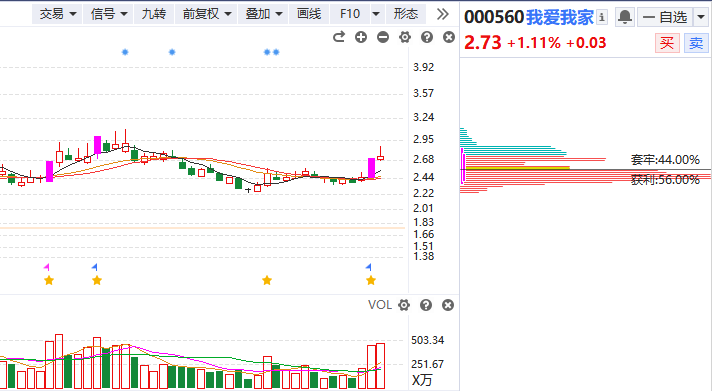 交易 信号 九转 前复权 叠加 画线 F10 形态
000560 我爱我家 自选
2.73 +1.11% +0.03 买 卖
3.92
3.57
3.24
2.95
2.68
2.44
2.22
2.01
1.83
1.66
1.51
1.38
套牢:44.00%
获利:56.00%
VOL
503.34
251.67
X万